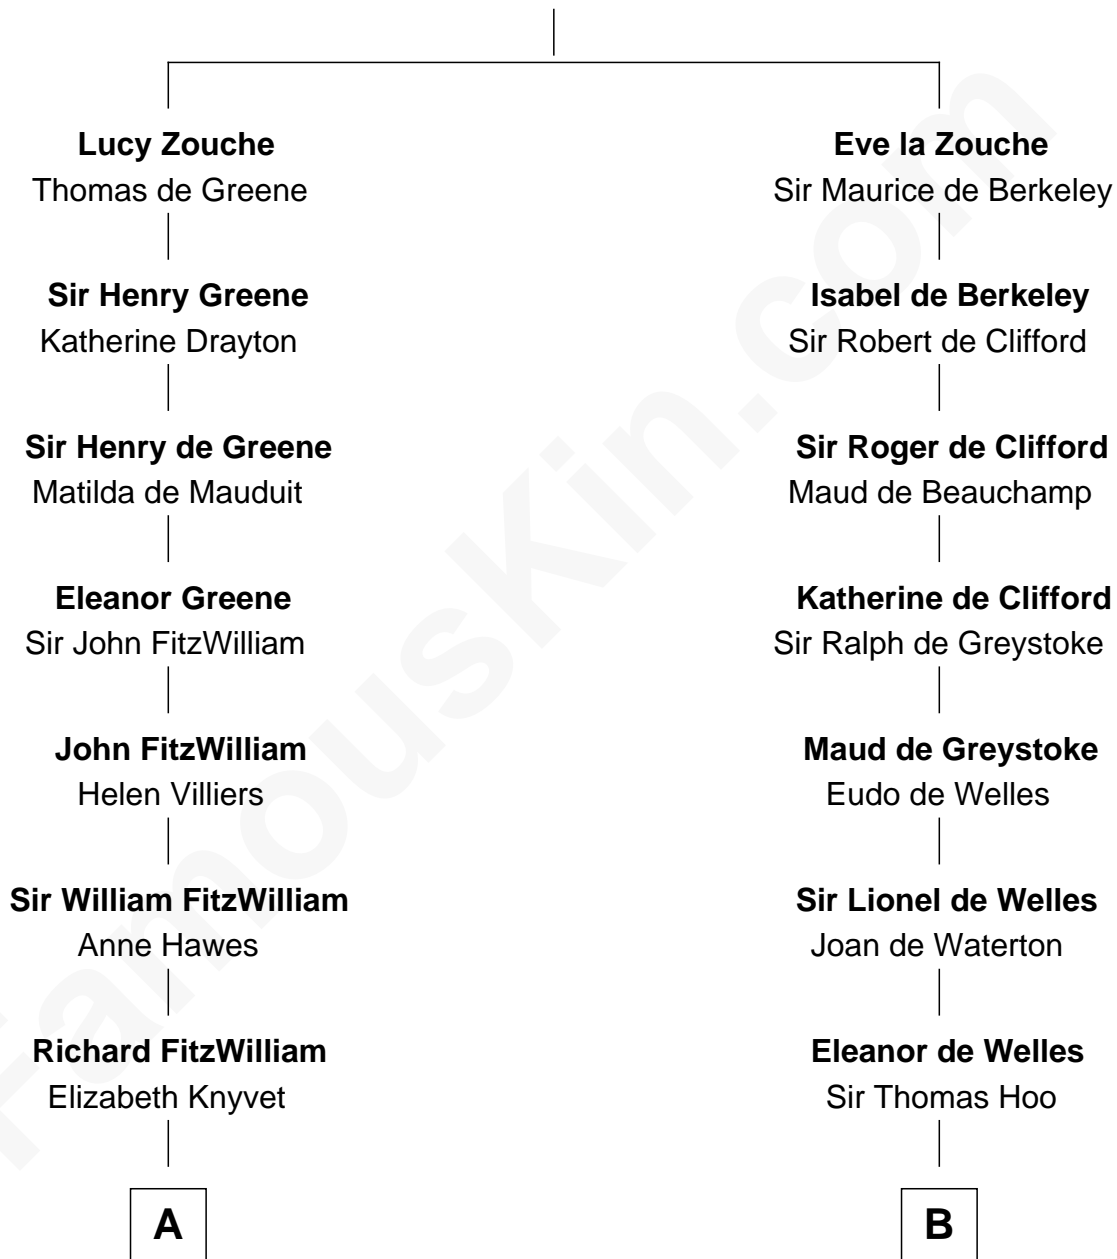 Lucy Zouche
Thomas de Greene
Sir Henry Greene
Katherine Drayton
Sir Henry de Greene
Matilda de Mauduit
Eleanor Greene
Sir John FitzWilliam
John FitzWilliam
Helen Villiers
Sir William FitzWilliam
Anne Hawes
Richard FitzWilliam
Elizabeth Knyvet
A
Eve la Zouche
Sir Maurice de Berkeley
Isabel de Berkeley
Sir Robert de Clifford
Sir Roger de Clifford
Maud de Beauchamp
Katherine de Clifford
Sir Ralph de Greystoke
Maud de Greystoke
Eudo de Welles
Sir Lionel de Welles
Joan de Waterton
Eleanor de Welles
Sir Thomas Hoo
B
FamousKin.com